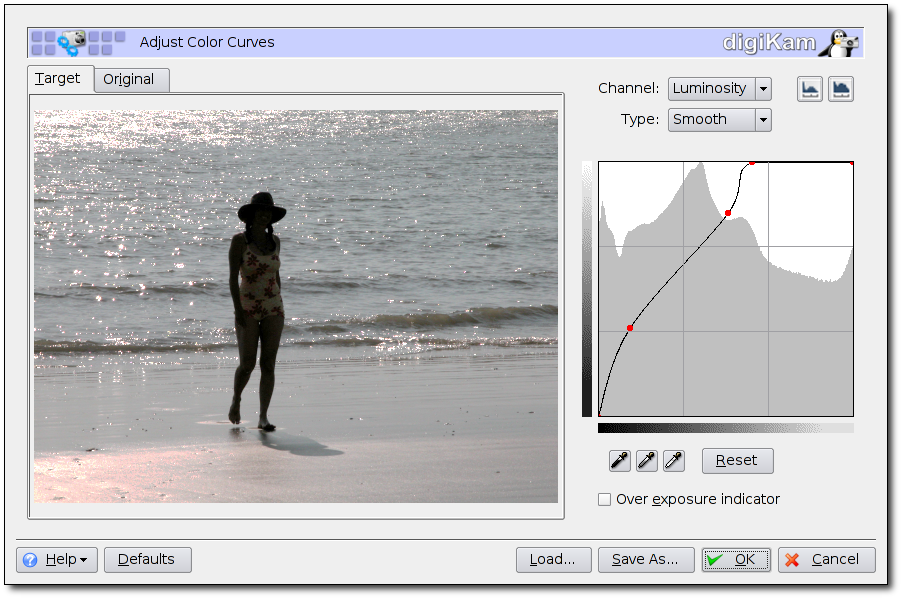 Adjust Color Curves
digiKam
Target
Original
Channel:
Luminosity
Type:
Smooth
Reset
Over exposure indicator
Help
Defaults
Load...
Save As...
OK
Cancel